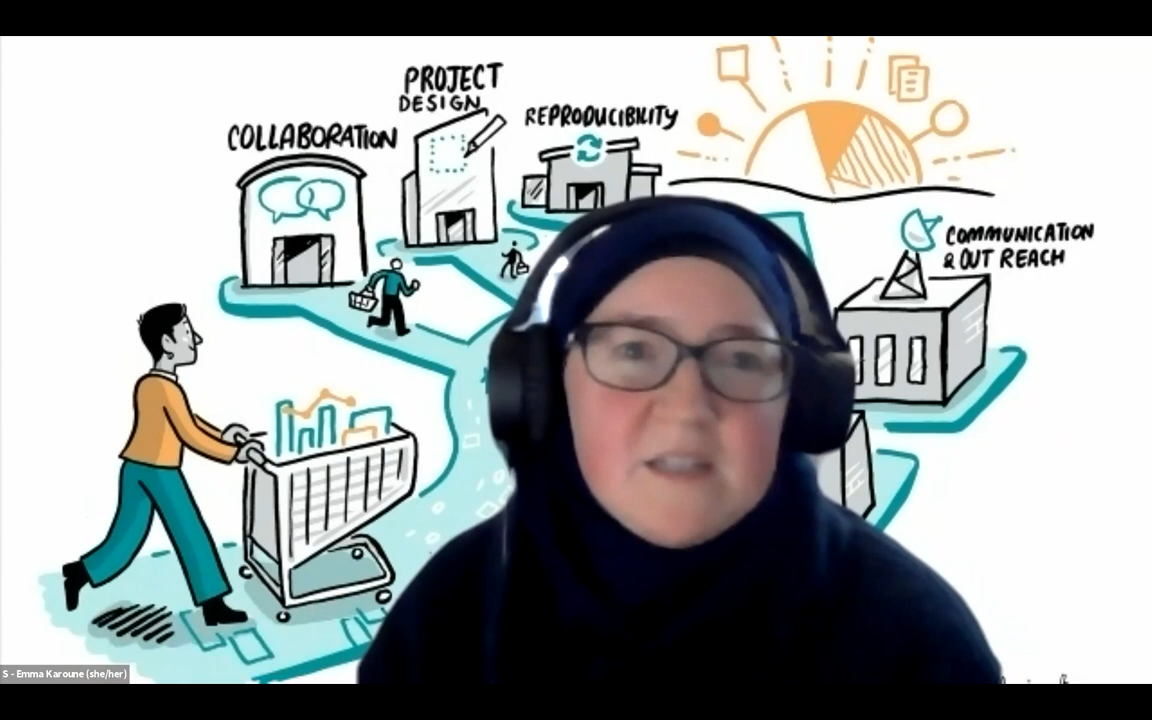 PROJECT
DESIGN
COLLABORATION
REPRODUCIBILITY
COMMUNICATION
& OUT REACH
S - Emma Karoune (she/her)